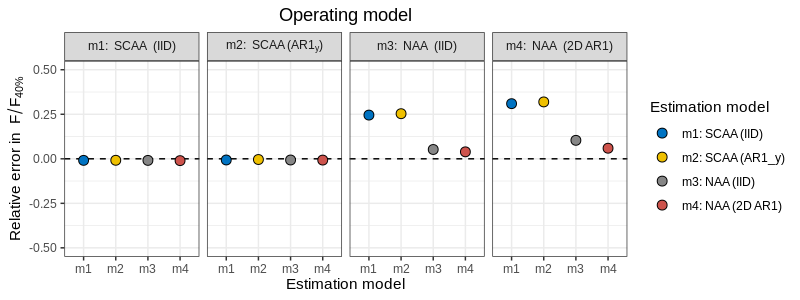 Operating model
m1: SCAA (IID)
m2: SCAA (AR1y)
m3: NAA (IID)
m4: NAA (2D AR1)
Relative error in F/F40%
0.50
0.25
0.00
-0.25
-0.50
m1 m2 m3 m4
m1 m2 m3 m4
m1 m2 m3 m4
m1 m2 m3 m4
Estimation model
Estimation model
m1: SCAA (IID)
m2: SCAA (AR1_y)
m3: NAA (IID)
m4: NAA (2D AR1)